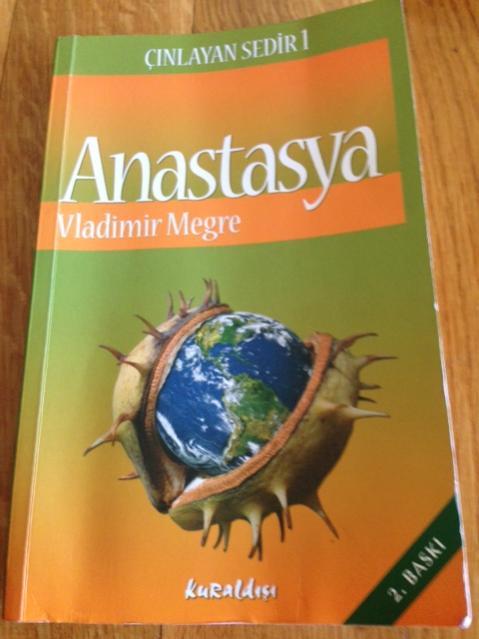 ÇINLAYAN SEDİR 1
Anastasya
Vladimir Megre
2. BASKI
Kuraldışı